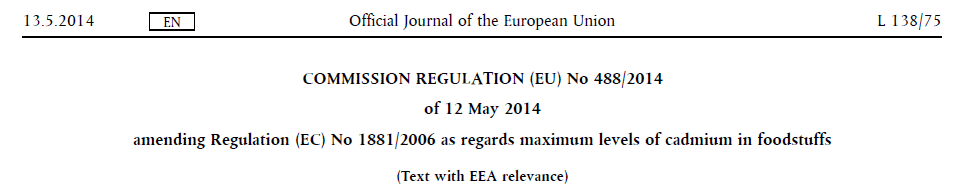 13.5.2014 EN Official Journal of the European Union L 138/75
COMMISSION REGULATION (EU) No 488/2014
of 12 May 2014
amending Regulation (EC) No 1881/2006 as regards maximum levels of cadmium in foodstuffs
(Text with EEA relevance)